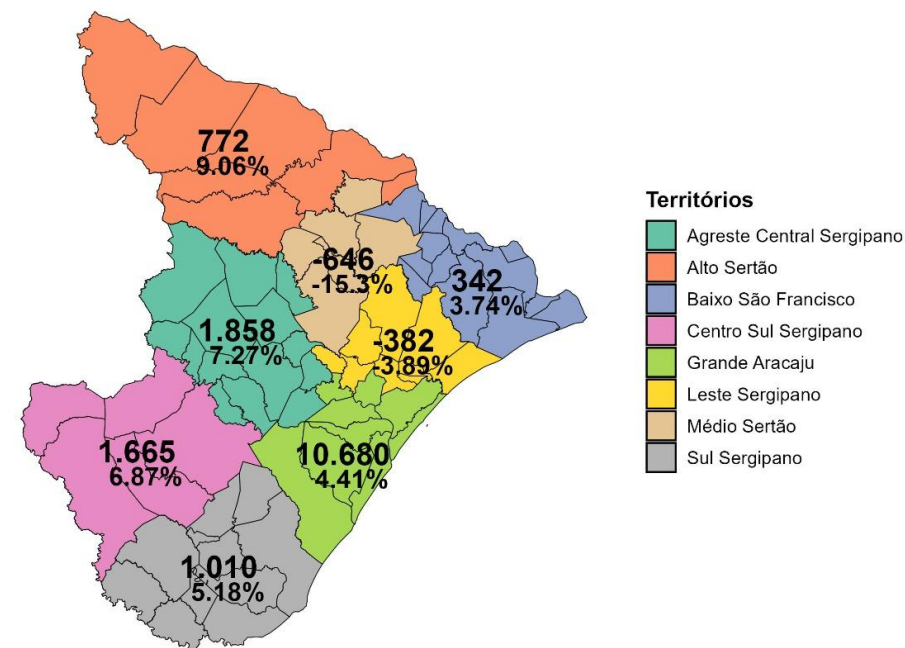 772
9.06%
-646
-15.3%
342
3.74%
1.858
7.27%
-382
-3.89%
1.665
6.87%
10.680
4.41%
1.010
5.18%
Territórios
Agreste Central Sergipano
Alto Sertão
Baixo São Francisco
Centro Sul Sergipano
Grande Aracaju
Leste Sergipano
Médio Sertão
Sul Sergipano